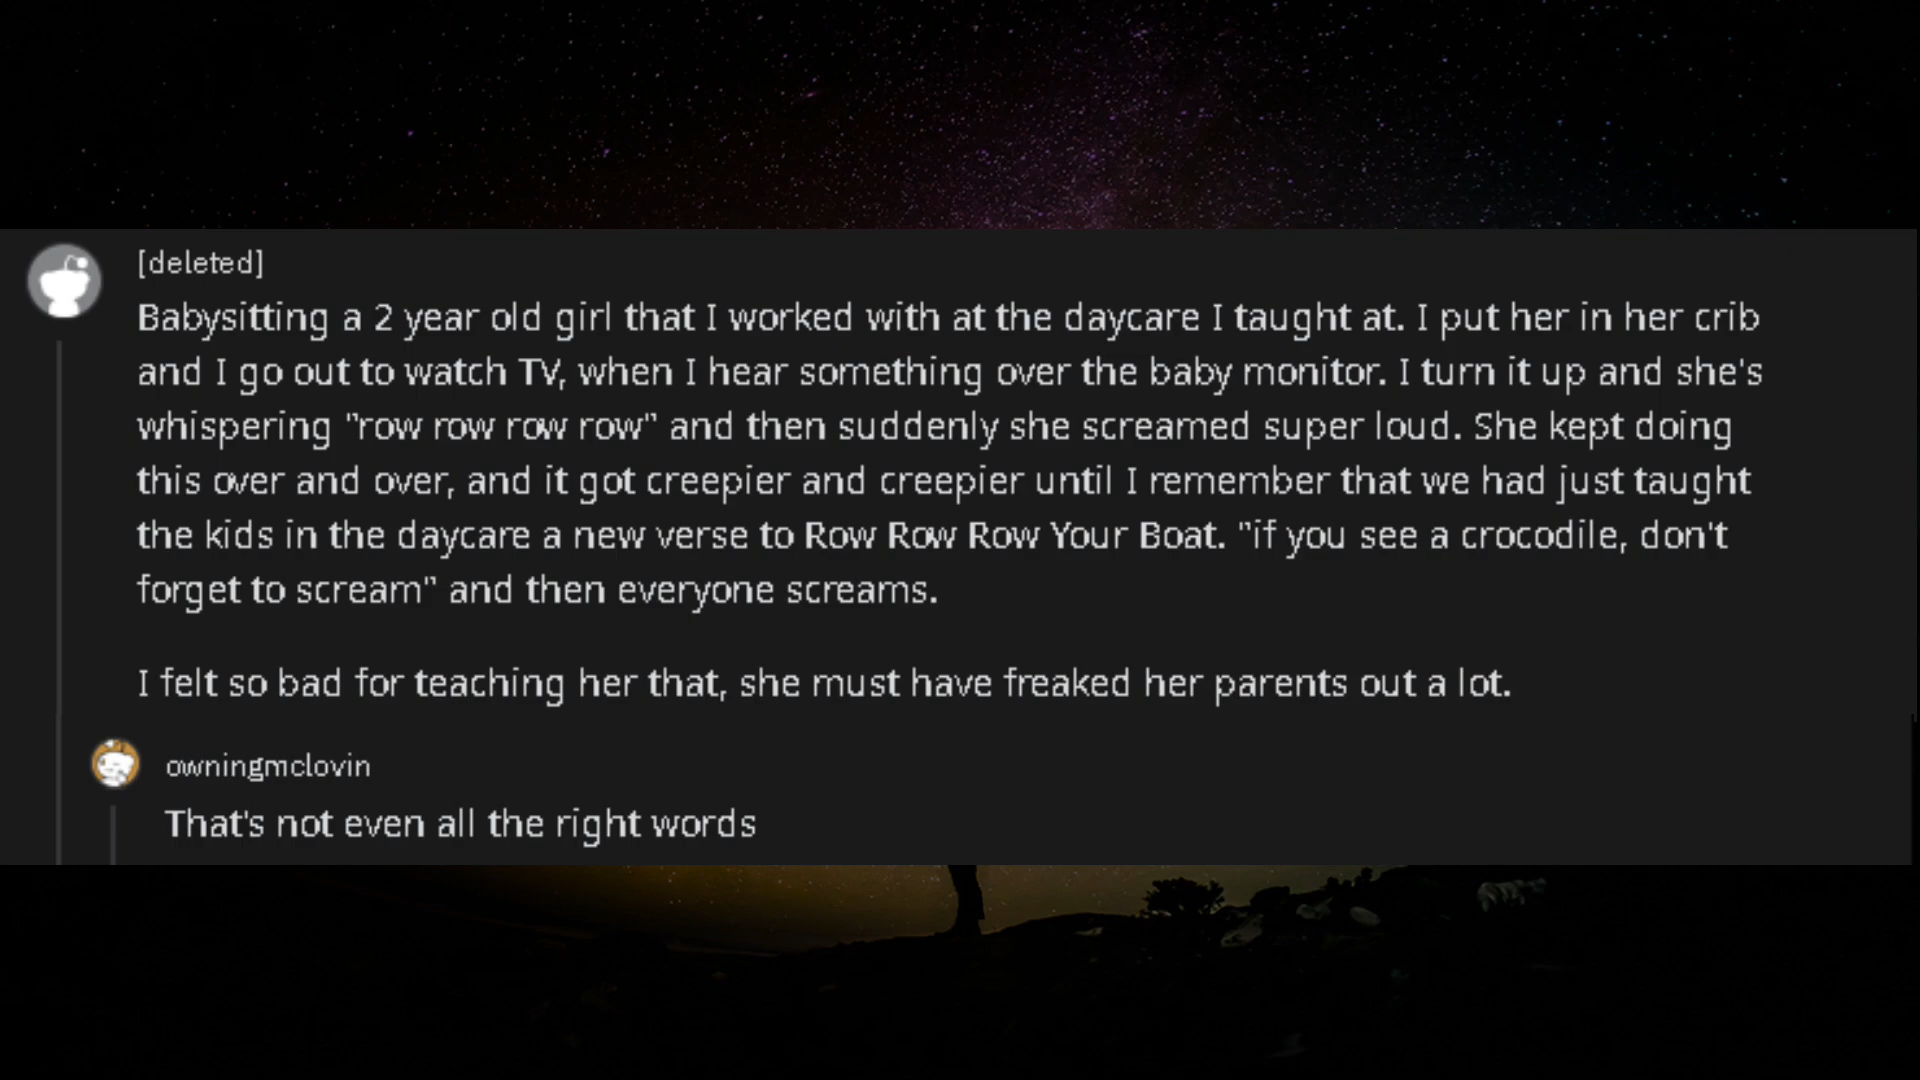 [deleted]
Babysitting a 2 year old girl that I worked with at the daycare I taught at. I put her in her crib
and I go out to watch TV, when I hear something over the baby monitor. I turn it up and she's
whispering "row row row row" and then suddenly she screamed super loud. She kept doing
this over and over, and it got creepier and creepier until I remember that we had just taught
the kids in the daycare a new verse to Row Row Row Your Boat. "if you see a crocodile, don't
forget to scream" and then everyone screams.
I felt so bad for teaching her that, she must have freaked her parents out a lot.
owningmclovin
That's not even all the right words